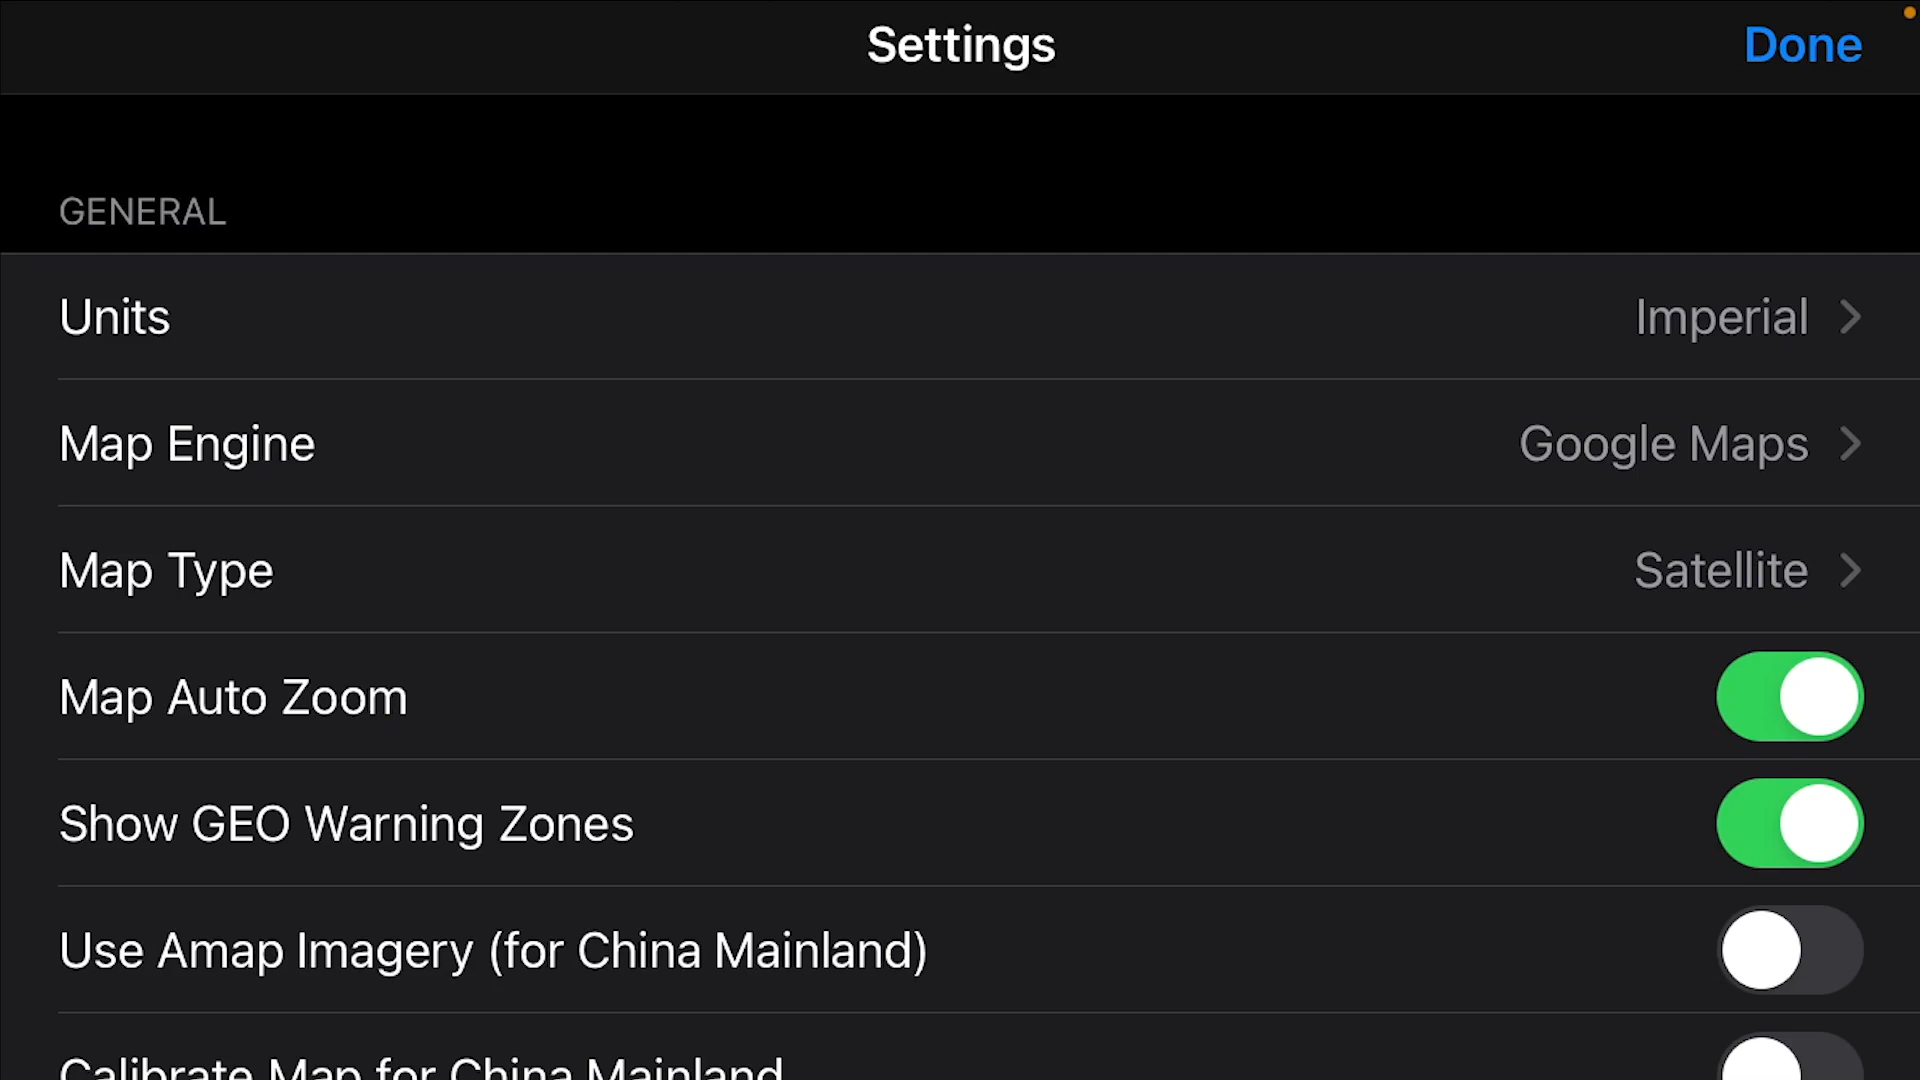 Settings
Done
GENERAL
Units
Imperial
Map Engine
Google Maps
Map Type
Satellite
Map Auto Zoom
Show GEO Warning Zones
Use Amap Imagery (for China Mainland)
Calibrate Map for China Mainland